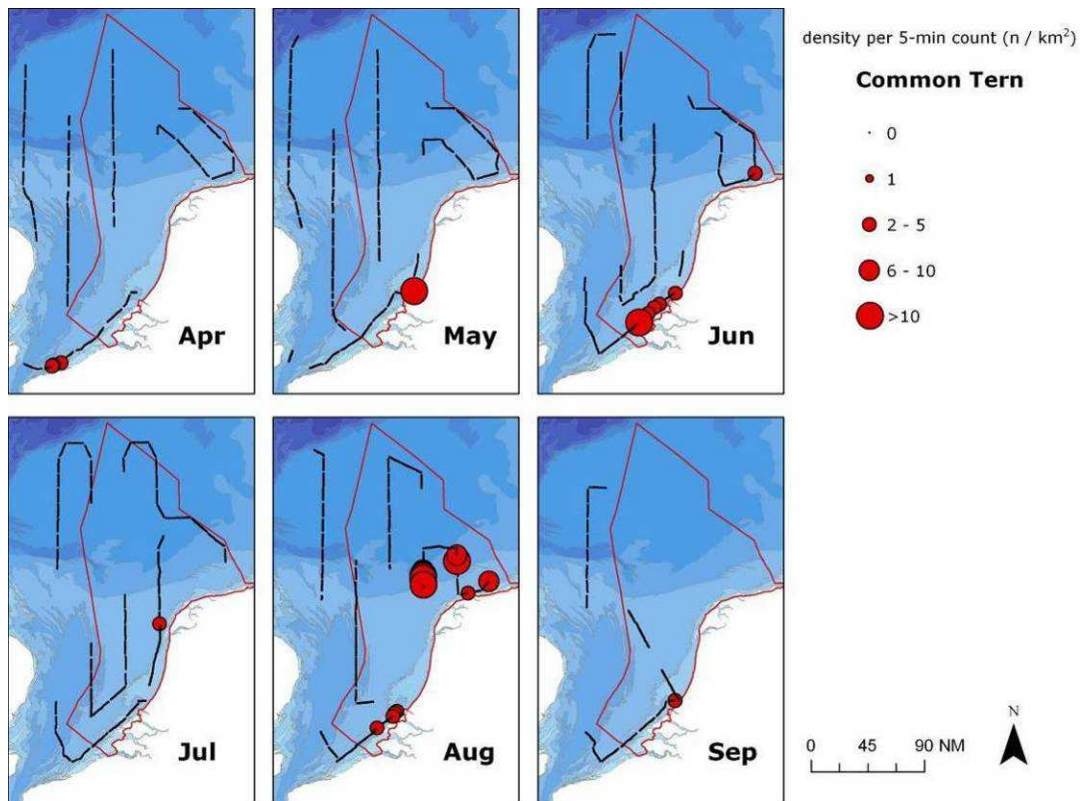 density per 5-min count (n / km²)
Common Tern
0
1
2 - 5
6 - 10
>10
Apr
May
Jun
Jul
Aug
Sep
N
0 45 90 NM